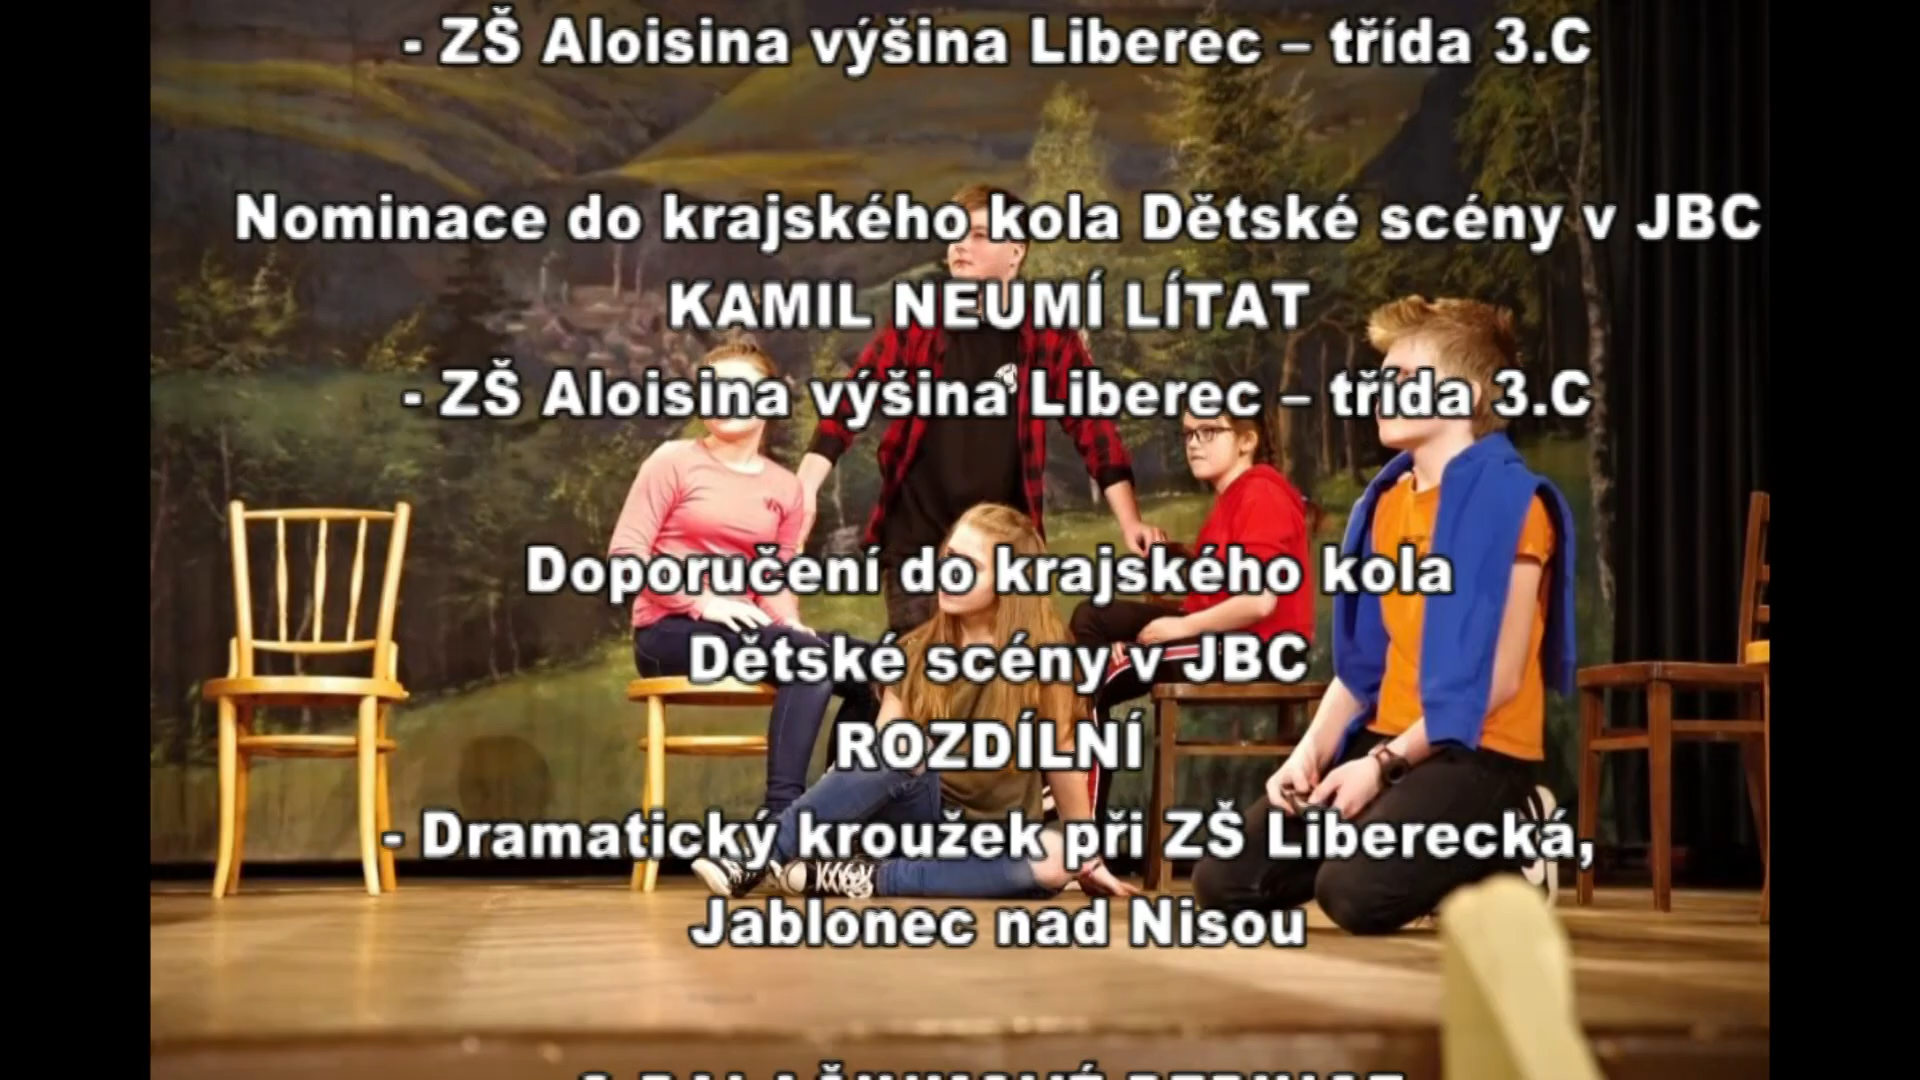 - ZŠ Aloisina výšina Liberec – třída 3.C
Nominace do krajského kola Dětské scény v JBC
KAMIL NEUMÍ LÍTAT
- ZŠ Aloisina výšina Liberec – třída 3.C
Doporučení do krajského kola
Dětské scény v JBC
ROZDÍLNÍ
- Dramatický kroužek při ZŠ Liberecká,
Jablonec nad Nisou